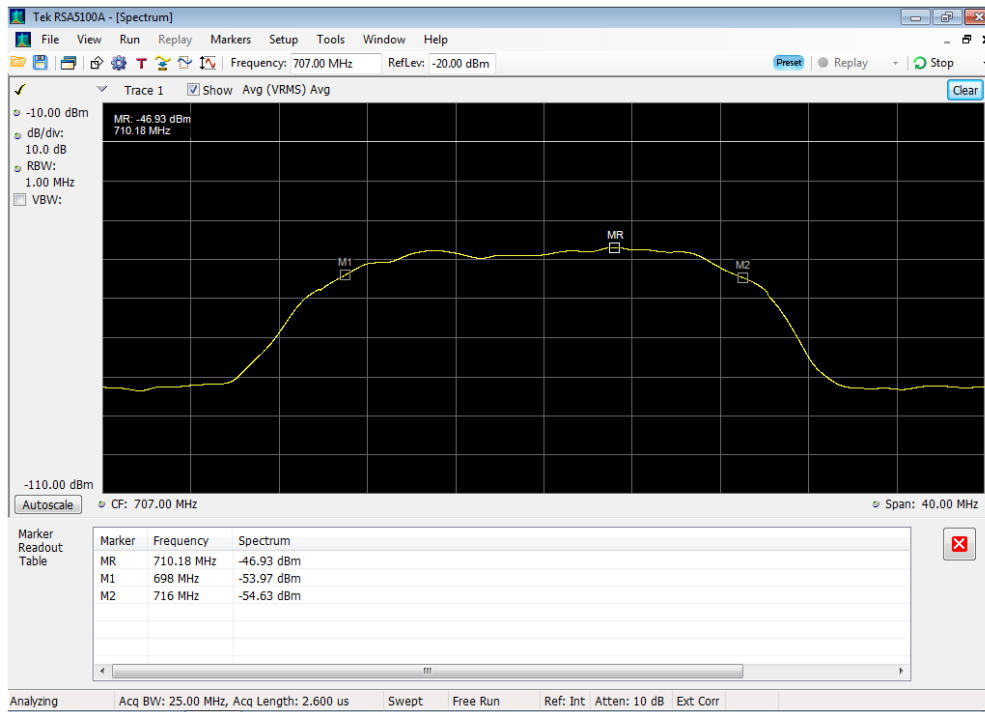 Tek RSA5100A - [Spectrum]
File View Run Replay Markers Setup Tools Window Help
T Frequency: 707.00 MHz RefLev: -20.00 dBm Preset Replay Stop
Trace 1 Show Avg (VRMS) Avg Clear
-10.00 dBm
dB/div:
10.0 dB
RBW:
1.00 MHz
VBW:
MR: -46.93 dBm
710.18 MHz
MR
M1
M2
-110.00 dBm
Autoscale CF: 707.00 MHz Span: 40.00 MHz
Marker
Readout
Table
Marker Frequency Spectrum
MR 710.18 MHz -46.93 dBm
M1 698 MHz -53.97 dBm
M2 716 MHz -54.63 dBm
Analyzing Acq BW: 25.00 MHz, Acq Length: 2.600 us Swept Free Run Ref: Int Atten: 10 dB Ext Corr